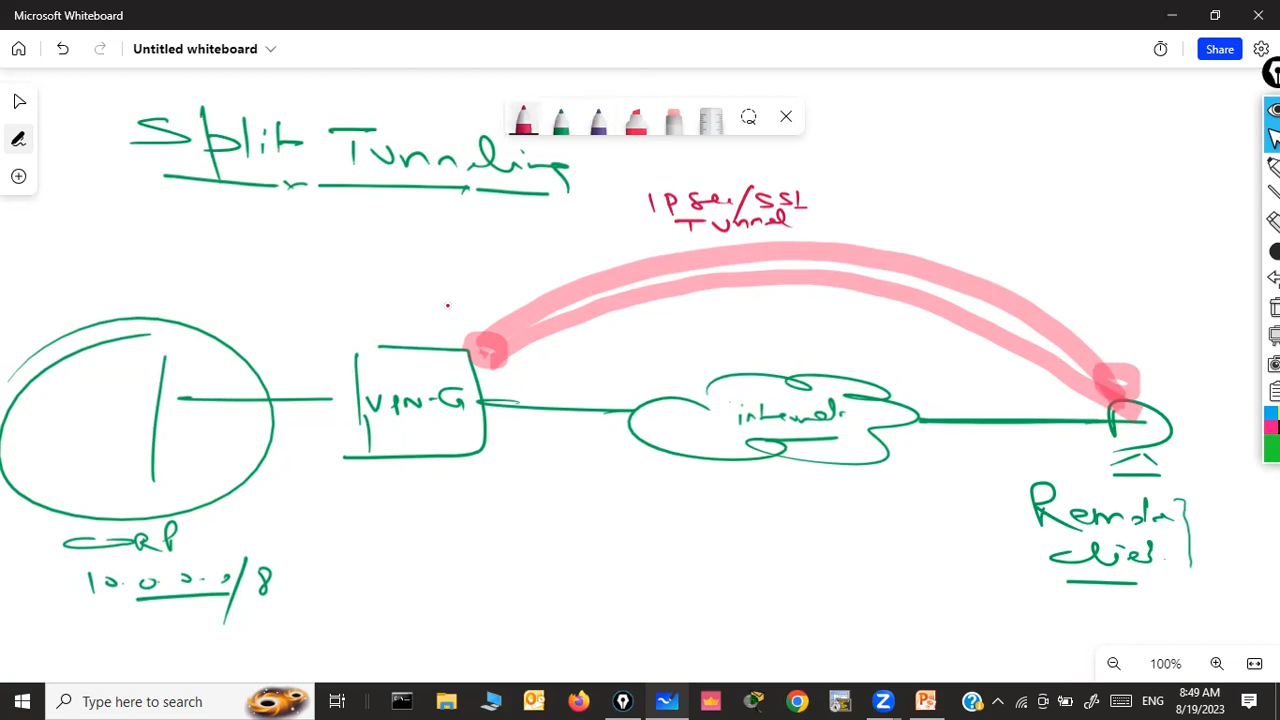 Microsoft Whiteboard
Untitled whiteboard
Share
Split Tunneling
IPSec/SSL
Tunnel
VPN-G
internet
CORP
10.0.0.0/8
Remote
client
100%
Type here to search
ENG
8:49 AM
8/19/2023